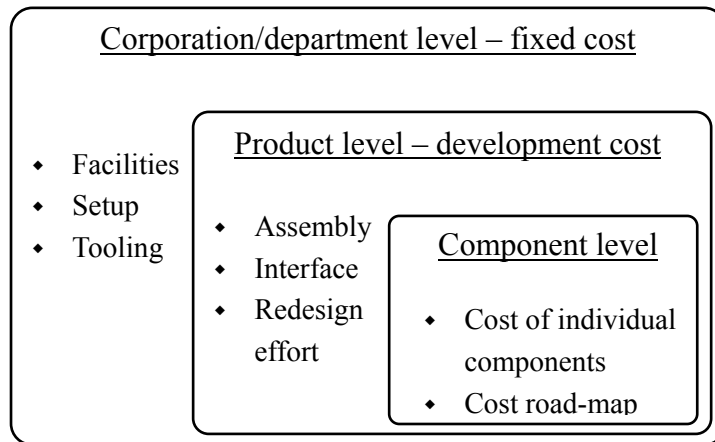 Corporation/department level – fixed cost
◆ Facilities
◆ Setup
◆ Tooling
Product level – development cost
◆ Assembly
◆ Interface
◆ Redesign
effort
Component level
◆ Cost of individual
components
◆ Cost road-map